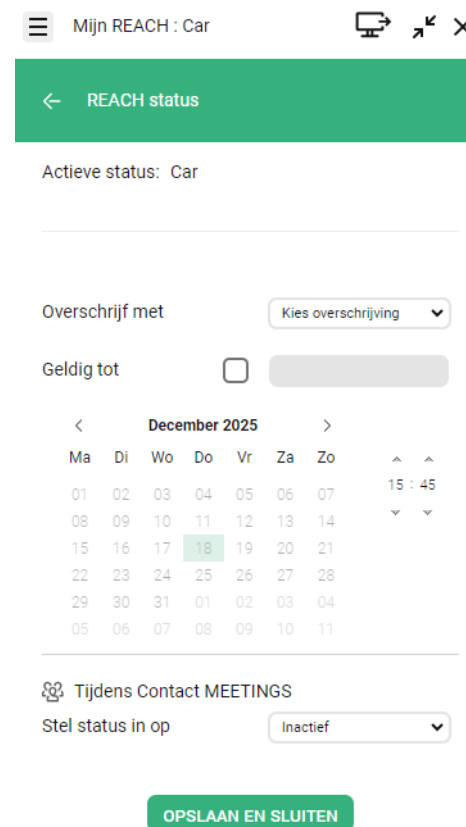 Mijn REACH : Car
REACH status
Actieve status: Car
Overschrijf met Kies overschrijving
Geldig tot
December 2025
Ma Di Wo Do Vr Za Zo
01 02 03 04 05 06 07
15 : 45
08 09 10 11 12 13 14
15 16 17 18 19 20 21
22 23 24 25 26 27 28
29 30 31 01 02 03 04
05 06 07 08 09 10 11
Tijdens Contact MEETINGS
Stel status in op Inactief
OPSLAAN EN SLUITEN